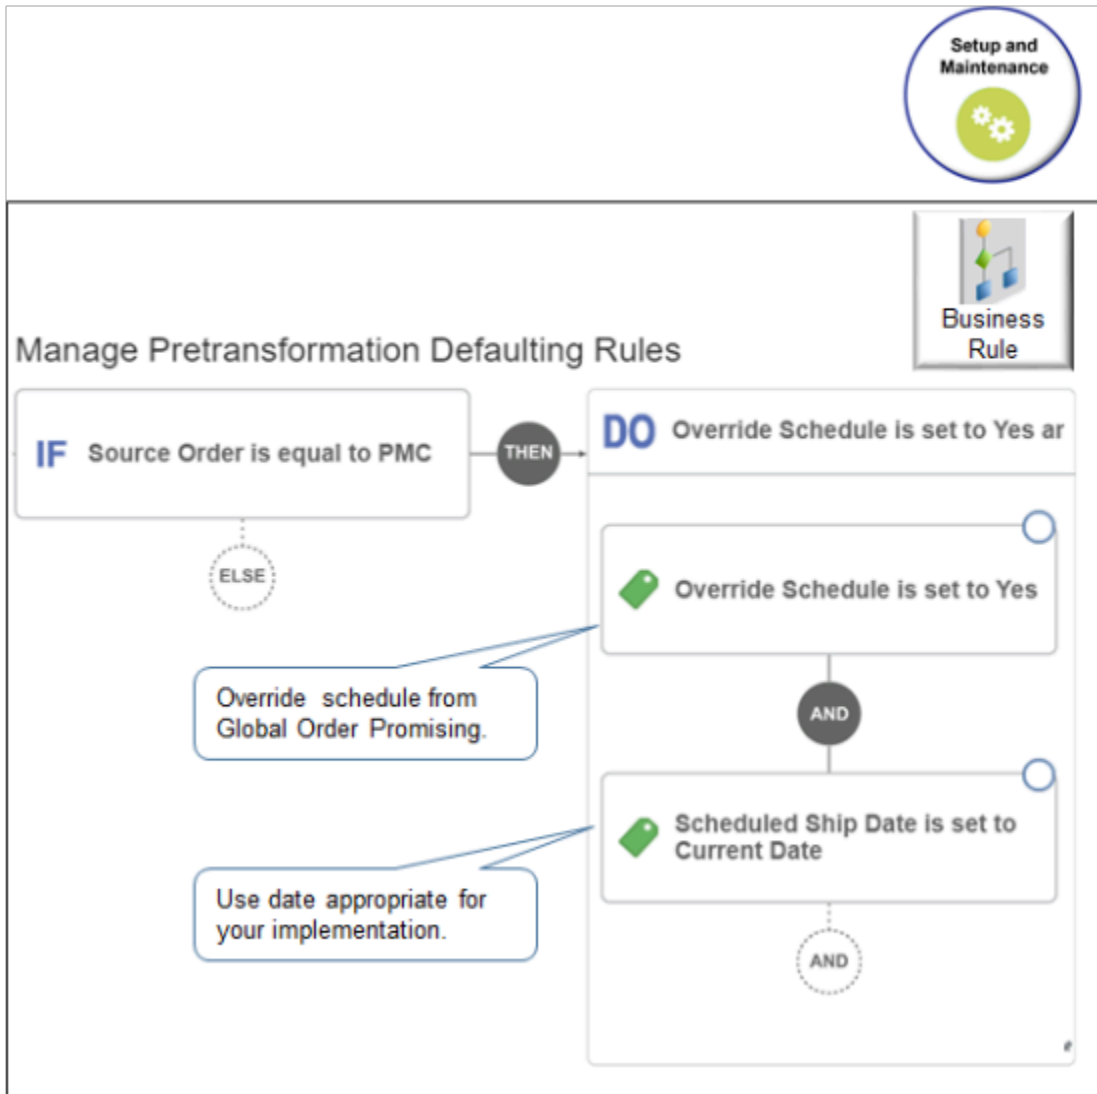 Setup and
Maintenance
Business
Rule
Manage Pretransformation Defaulting Rules
IF Source Order is equal to PMC
THEN
DO Override Schedule is set to Yes ar
ELSE
Override Schedule is set to Yes
Override schedule from
Global Order Promising.
AND
Scheduled Ship Date is set to
Current Date
Use date appropriate for
your implementation.
AND